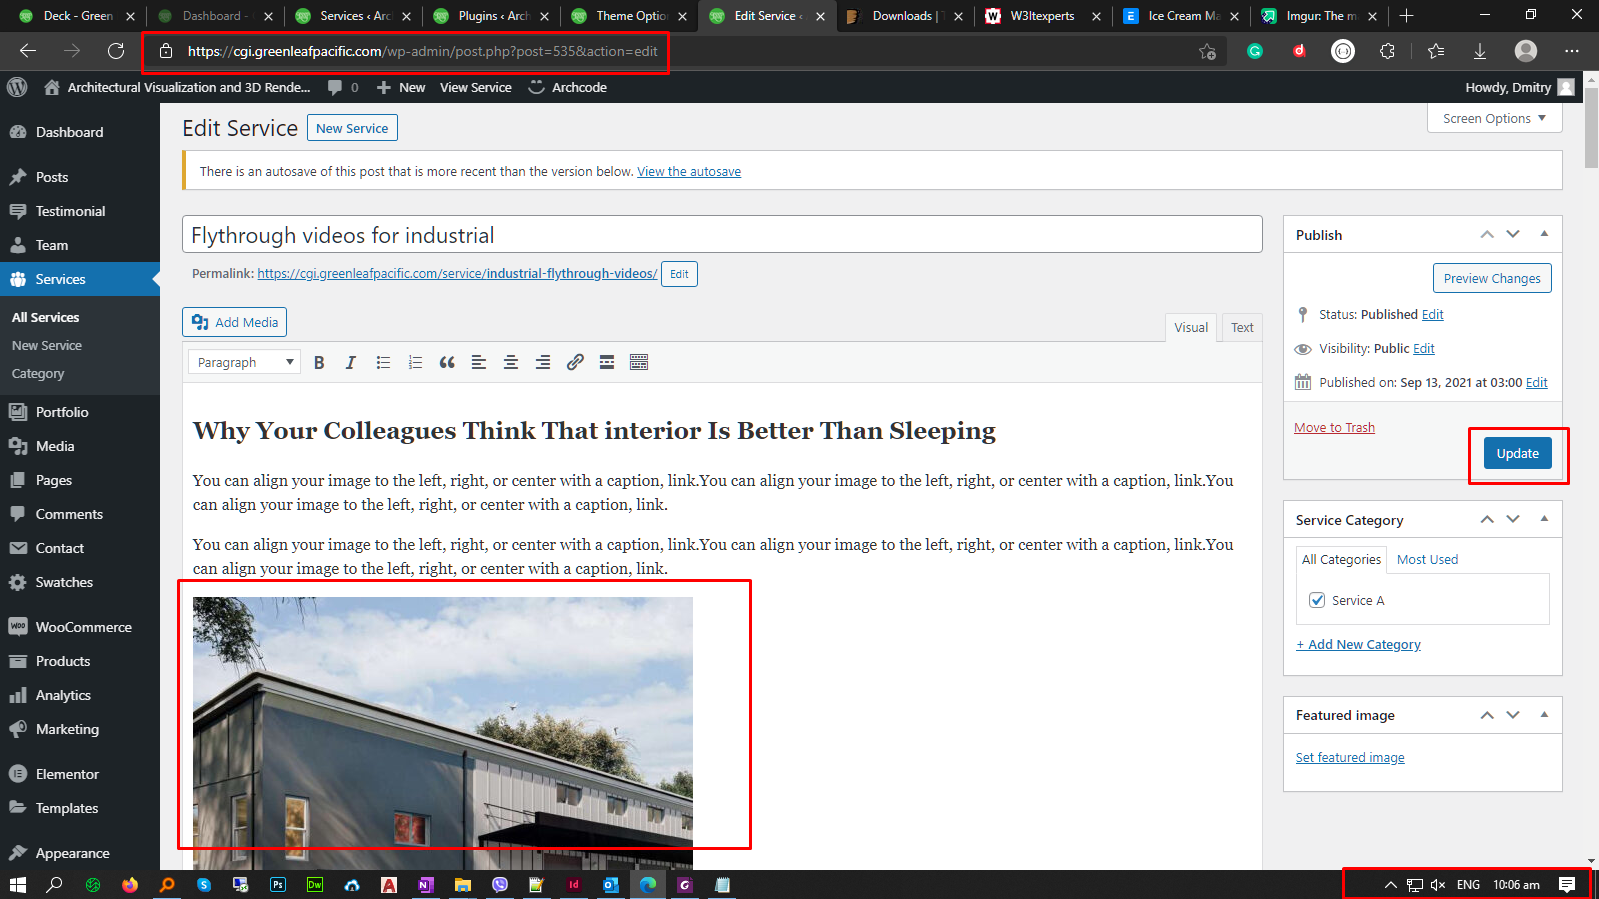 Deck - Green
Dashboard -
Services ‹ Arc
Plugins ‹ Arch
Theme Option
Edit Service ‹
Downloads |
W3Itexperts
Ice Cream Ma
Imgur: The m
https://cgi.greenleafpacific.com/wp-admin/post.php?post=535&action=edit
Architectural Visualization and 3D Rende...
0
New
View Service
Archcode
Howdy, Dmitry
Dashboard
Posts
Testimonial
Team
Services
All Services
New Service
Category
Portfolio
Media
Pages
Comments
Contact
Swatches
WooCommerce
Products
Analytics
Marketing
Elementor
Templates
Appearance
Edit Service
New Service
Screen Options
There is an autosave of this post that is more recent than the version below. View the autosave
Flythrough videos for industrial
Permalink: https://cgi.greenleafpacific.com/service/industrial-flythrough-videos/ Edit
Add Media
Visual
Text
Paragraph
Why Your Colleagues Think That interior Is Better Than Sleeping
You can align your image to the left, right, or center with a caption, link.You can align your image to the left, right, or center with a caption, link.You
can align your image to the left, right, or center with a caption, link.
You can align your image to the left, right, or center with a caption, link.You can align your image to the left, right, or center with a caption, link.You
can align your image to the left, right, or center with a caption, link.
Publish
Preview Changes
Status: Published Edit
Visibility: Public Edit
Published on: Sep 13, 2021 at 03:00 Edit
Move to Trash
Update
Service Category
All Categories
Most Used
Service A
+ Add New Category
Featured image
Set featured image
ENG
10:06 am